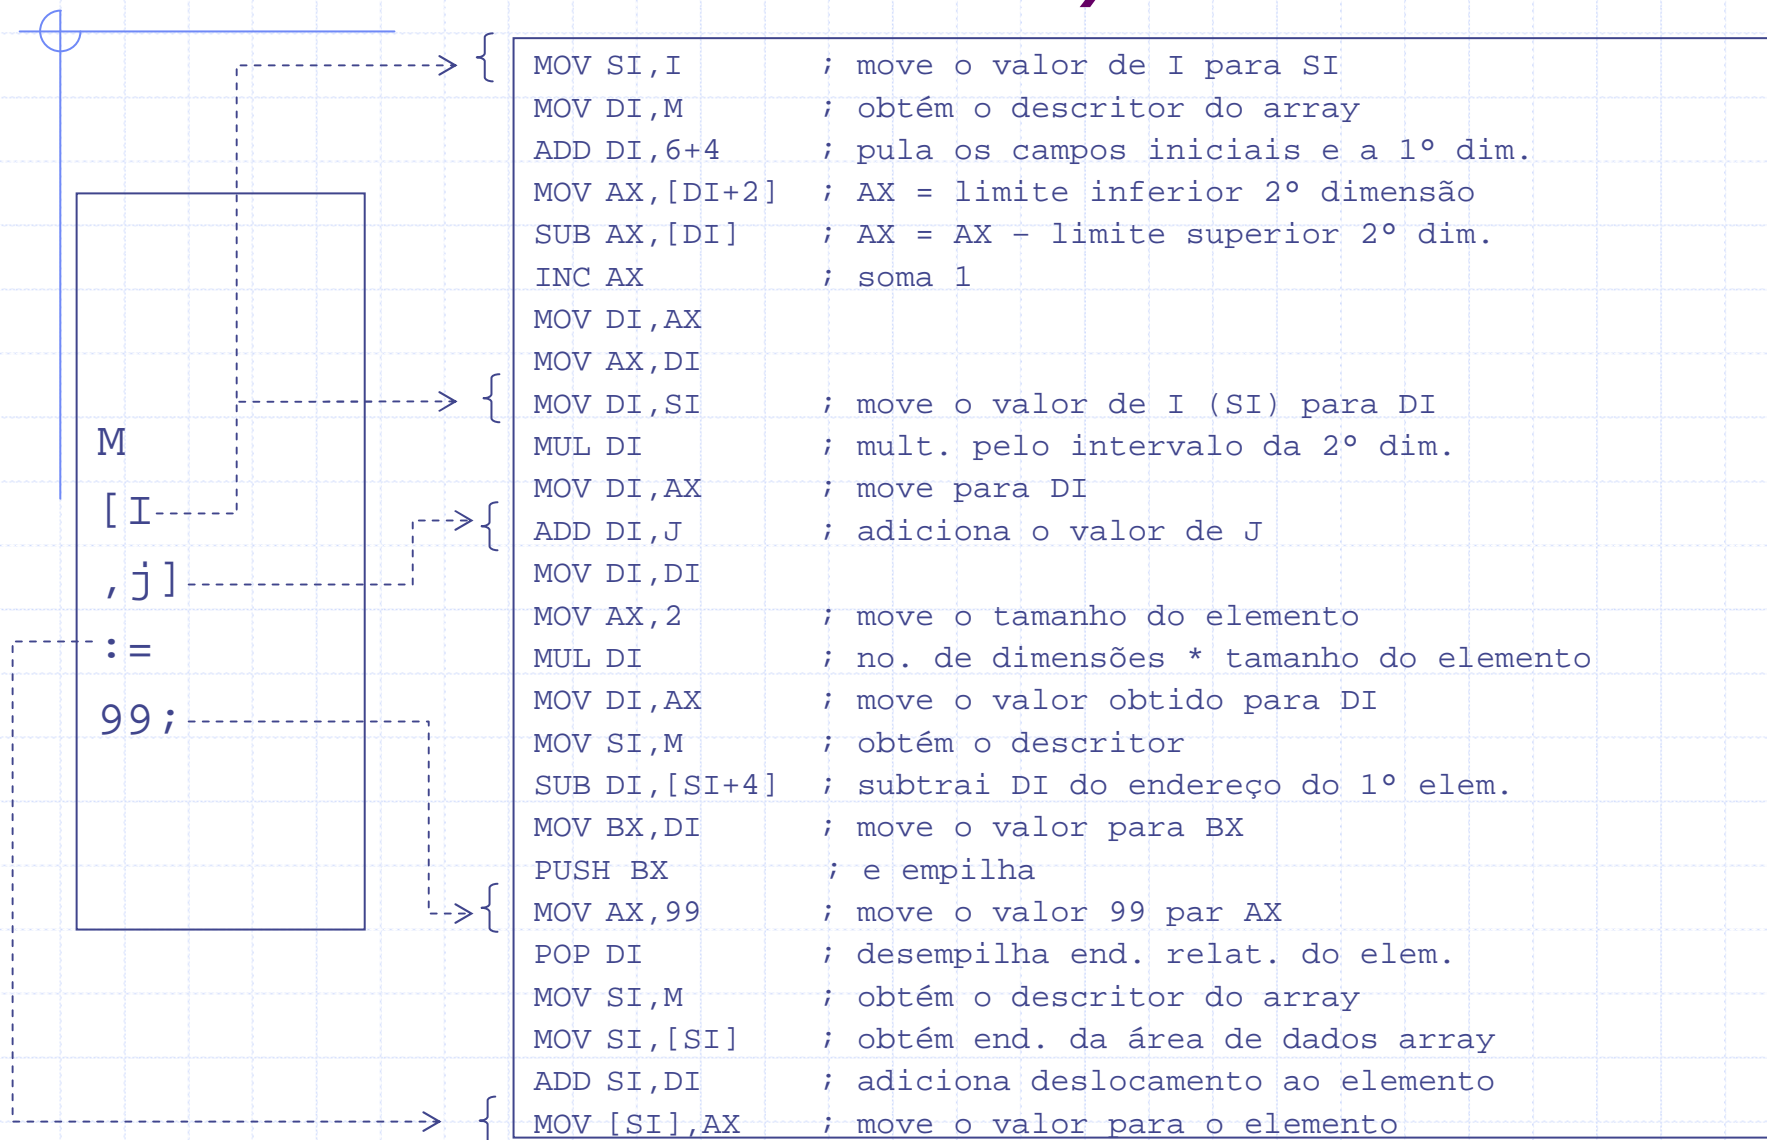 M
[I
,j]
:=
99;
MOV SI,I ; move o valor de I para SI
MOV DI,M ; obtém o descritor do array
ADD DI,6+4 ; pula os campos iniciais e a 1º dim.
MOV AX,[DI+2] ; AX = limite inferior 2º dimensão
SUB AX,[DI] ; AX = AX – limite superior 2º dim.
INC AX ; soma 1
MOV DI,AX
MOV AX,DI
MOV DI,SI ; move o valor de I (SI) para DI
MUL DI ; mult. pelo intervalo da 2º dim.
MOV DI,AX ; move para DI
ADD DI,J ; adiciona o valor de J
MOV DI,DI
MOV AX,2 ; move o tamanho do elemento
MUL DI ; no. de dimensões * tamanho do elemento
MOV DI,AX ; move o valor obtido para DI
MOV SI,M ; obtém o descritor
SUB DI,[SI+4] ; subtrai DI do endereço do 1º elem.
MOV BX,DI ; move o valor para BX
PUSH BX ; e empilha
MOV AX,99 ; move o valor 99 par AX
POP DI ; desempilha end. relat. do elem.
MOV SI,M ; obtém o descritor do array
MOV SI,[SI] ; obtém end. da área de dados array
ADD SI,DI ; adiciona deslocamento ao elemento
MOV [SI],AX ; move o valor para o elemento